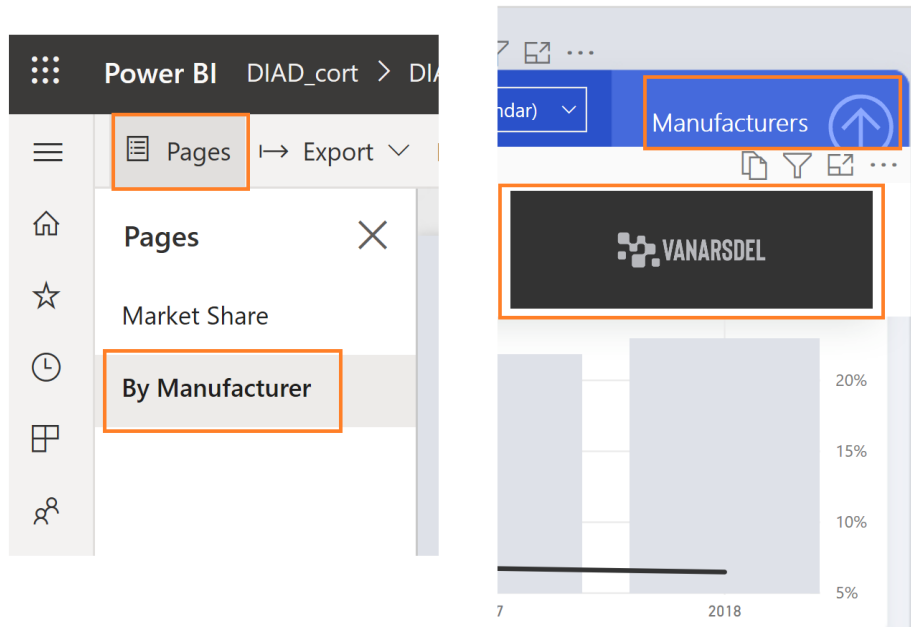 Power BI DIAD_cort > DIA
Pages Export
Pages
Market Share
By Manufacturer
ndar)
Manufacturers
VANARSDEL
20%
15%
10%
5%
7 2018